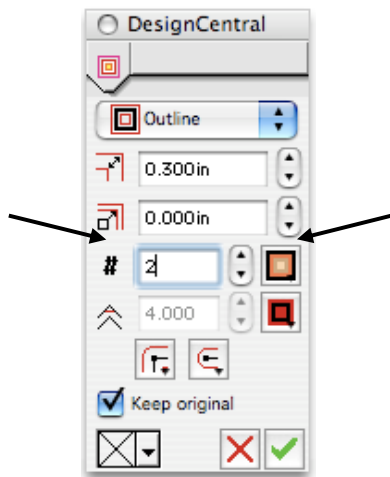 DesignCentral
Outline
0.300in
0.000in
# 2
4.000
Keep original